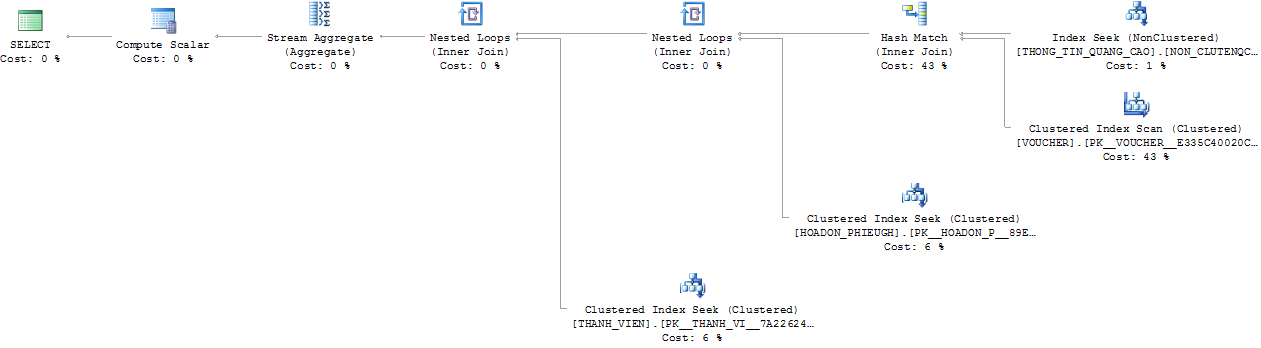 SELECT
Cost: 0 %
Compute Scalar
Cost: 0 %
Stream Aggregate
(Aggregate)
Cost: 0 %
Nested Loops
(Inner Join)
Cost: 0 %
Nested Loops
(Inner Join)
Cost: 0 %
Hash Match
(Inner Join)
Cost: 43 %
Index Seek (NonClustered)
[THONG_TIN_QUANG_CAO].[NON_CLUTENQC…
Cost: 1 %
Clustered Index Scan (Clustered)
[VOUCHER].[PK__VOUCHER__E335C40020C…
Cost: 43 %
Clustered Index Seek (Clustered)
[HOADON_PHIEUGH].[PK__HOADON_P__89E…
Cost: 6 %
Clustered Index Seek (Clustered)
[THANH_VIEN].[PK__THANH_VI__7A22624…
Cost: 6 %